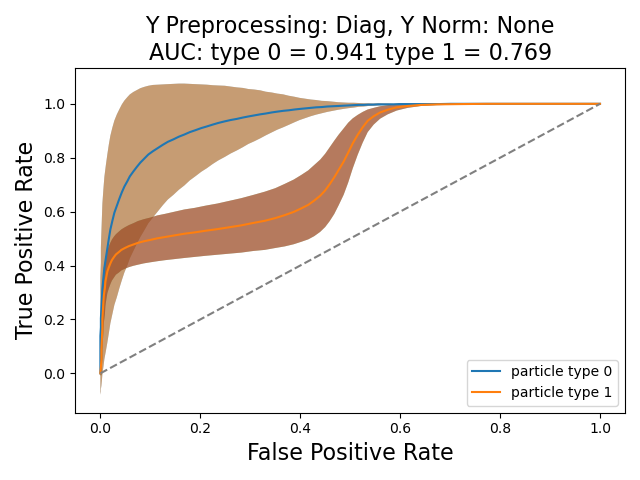 Y Preprocessing: Diag, Y Norm: None
AUC: type 0 = 0.941 type 1 = 0.769
True Positive Rate
1.0
0.8
0.6
0.4
0.2
0.0
particle type 0
particle type 1
0.0 0.2 0.4 0.6 0.8 1.0
False Positive Rate